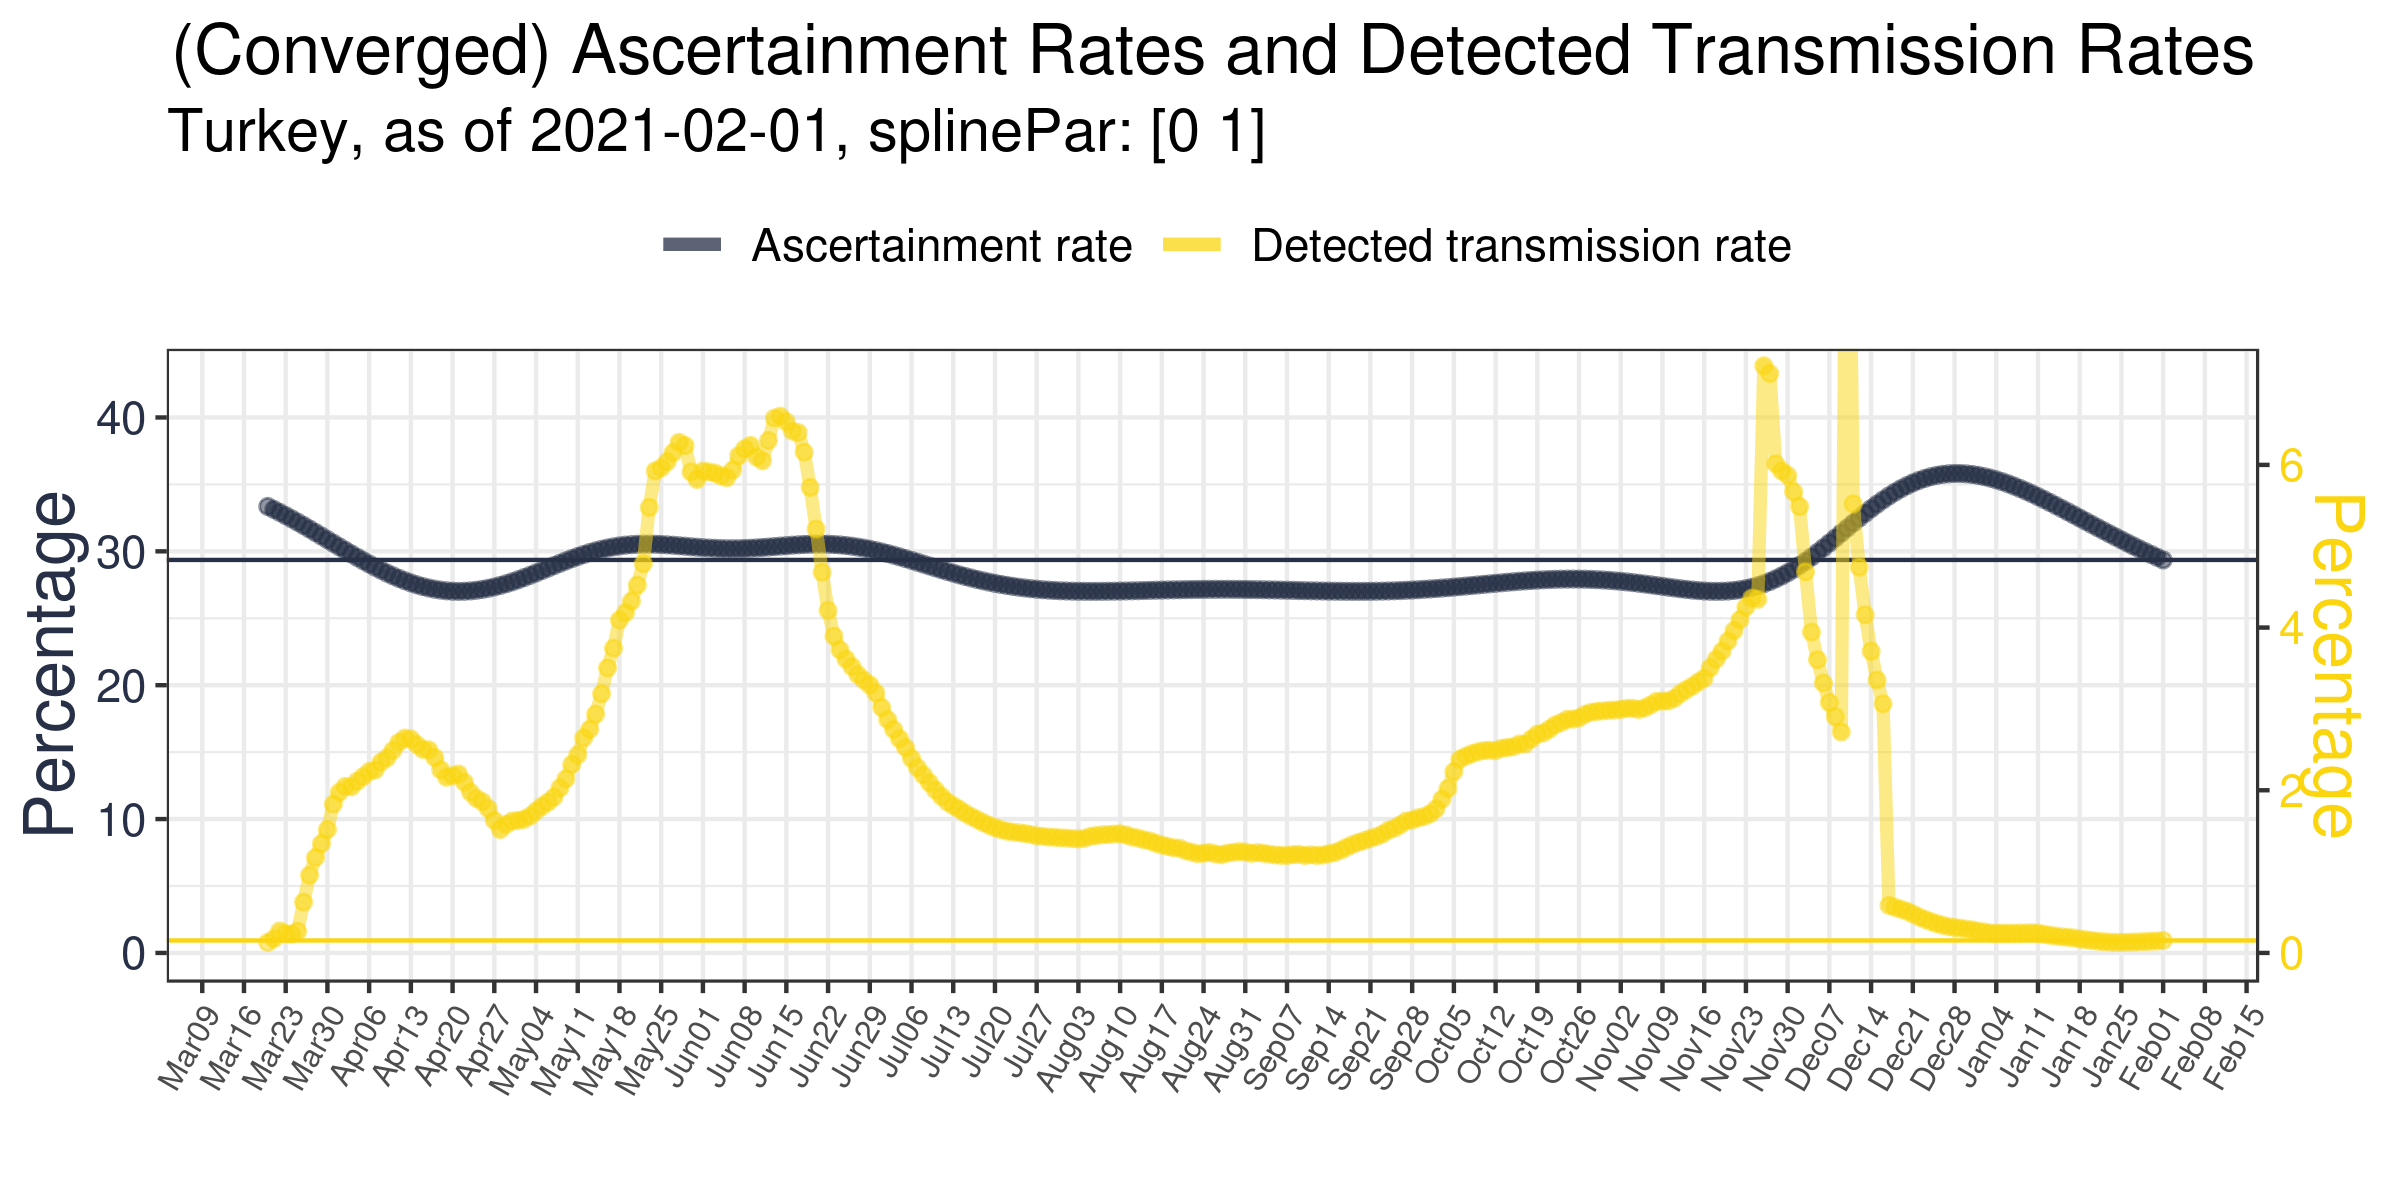 (Converged) Ascertainment Rates and Detected Transmission Rates
Turkey, as of 2021-02-01, splinePar: [0 1]
Ascertainment rate
Detected transmission rate
Percentage
40
30
20
10
0
6
4
2
0
Percentage
Mar09
Mar16
Mar23
Mar30
Apr06
Apr13
Apr20
Apr27
May04
May11
May18
May25
Jun01
Jun08
Jun15
Jun22
Jun29
Jul06
Jul13
Jul20
Jul27
Aug03
Aug10
Aug17
Aug24
Aug31
Sep07
Sep14
Sep21
Sep28
Oct05
Oct12
Oct19
Oct26
Nov02
Nov09
Nov16
Nov23
Nov30
Dec07
Dec14
Dec21
Dec28
Jan04
Jan11
Jan18
Jan25
Feb01
Feb08
Feb15